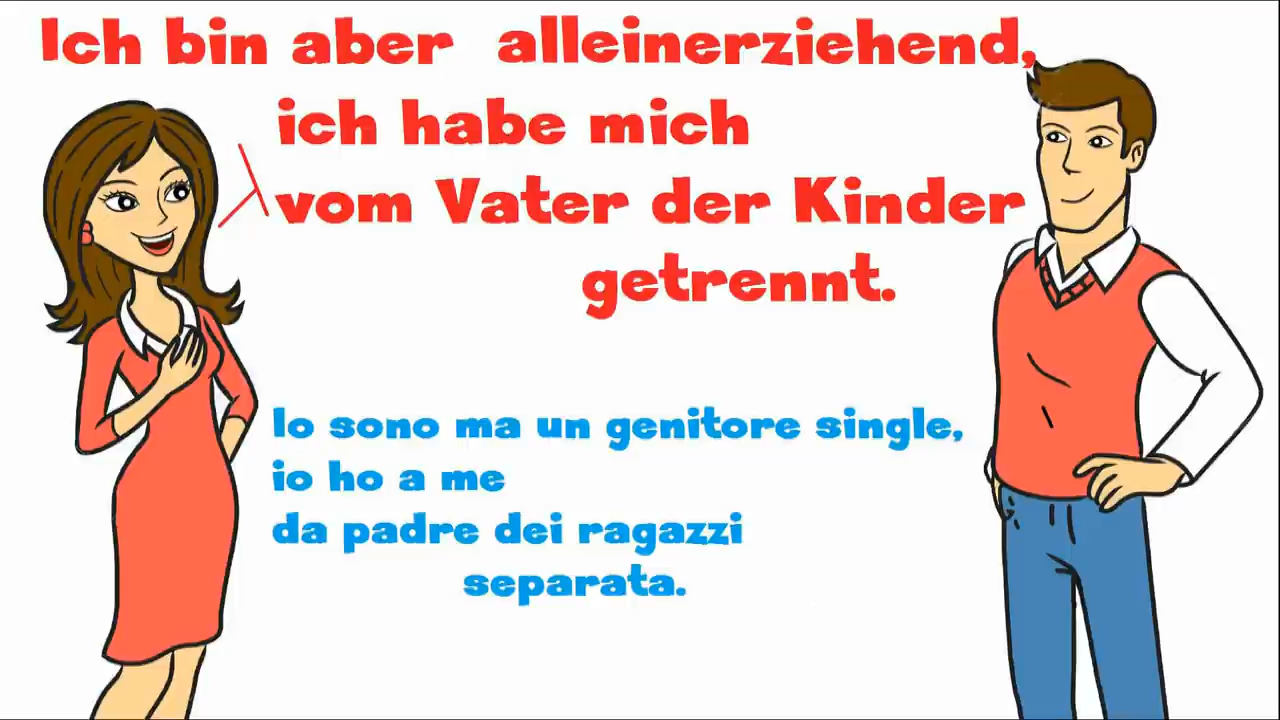 Ich bin aber alleinerziehend,
ich habe mich
vom Vater der Kinder
getrennt.
Io sono ma un genitore single,
io ho a me
da padre dei ragazzi
separata.